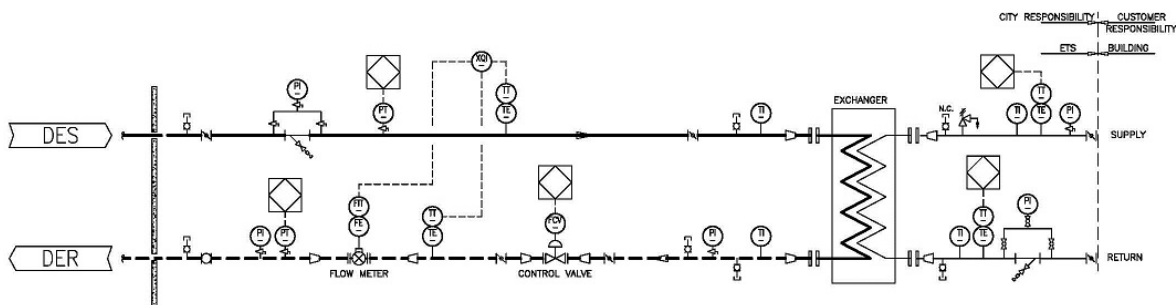 CITY RESPONSIBILITY CUSTOMER
RESPONSIBILITY
ETS BUILDING
PI
XQI
TT
TE
PT
TI
EXCHANGER
N.C.
TT
TI TE PI
DES
SUPPLY
FIT
FE
TT
TE
FCV
PI PT
PI TI
TT
TI TE
PI
DER
RETURN
FLOW METER
CONTROL VALVE